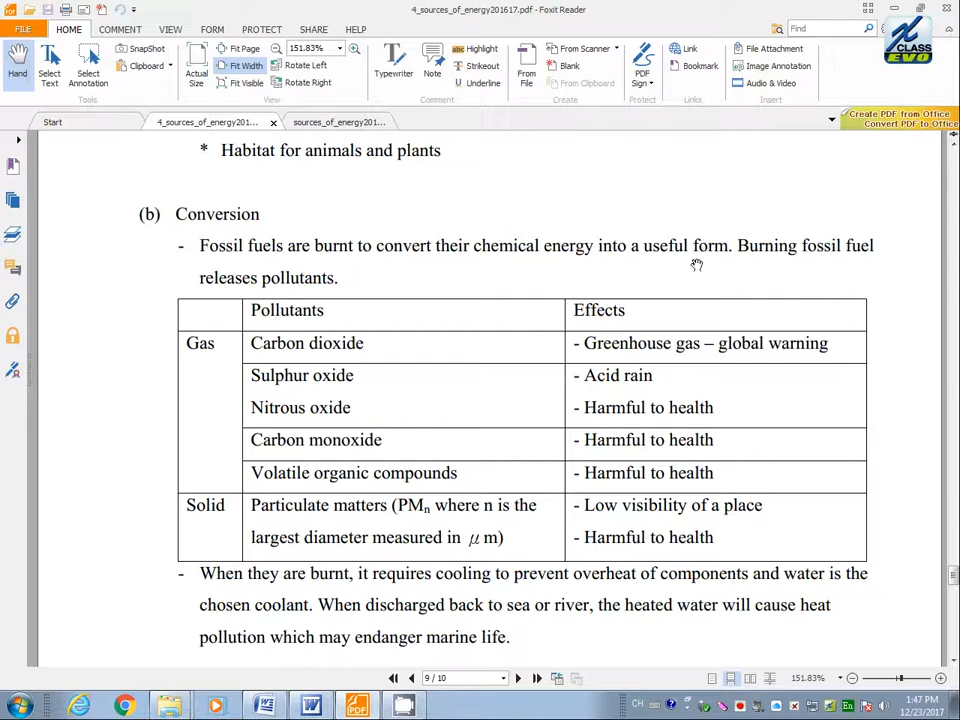 4_sources_of_energy201617.pdf - Foxit Reader
FILE HOME COMMENT VIEW FORM PROTECT SHARE HELP
Find
CLASS
EVO
Hand
Select
Text
Select
Annotation
SnapShot
Clipboard
Tools
Actual
Size
Fit Page
Fit Width
Fit Visible
151.83%
Rotate Left
Rotate Right
View
Typewriter
Note
Highlight
Strikeout
Underline
Comment
From
File
From Scanner
Blank
From Clipboard
Create
PDF
Sign
Protect
Link
Bookmark
Links
File Attachment
Image Annotation
Audio & Video
Insert
Start 4_sources_of_energy201... sources_of_energy201...
Create PDF from Office
Convert PDF to Office
* Habitat for animals and plants
(b) Conversion
- Fossil fuels are burnt to convert their chemical energy into a useful form. Burning fossil fuel
releases pollutants.
Pollutants Effects
Gas Carbon dioxide - Greenhouse gas – global warning
Sulphur oxide - Acid rain
Nitrous oxide - Harmful to health
Carbon monoxide - Harmful to health
Volatile organic compounds - Harmful to health
Solid Particulate matters (PMn where n is the - Low visibility of a place
largest diameter measured in μm) - Harmful to health
- When they are burnt, it requires cooling to prevent overheat of components and water is the
chosen coolant. When discharged back to sea or river, the heated water will cause heat
pollution which may endanger marine life.
9 / 10
151.83%
CH
En
1:47 PM
12/23/2017